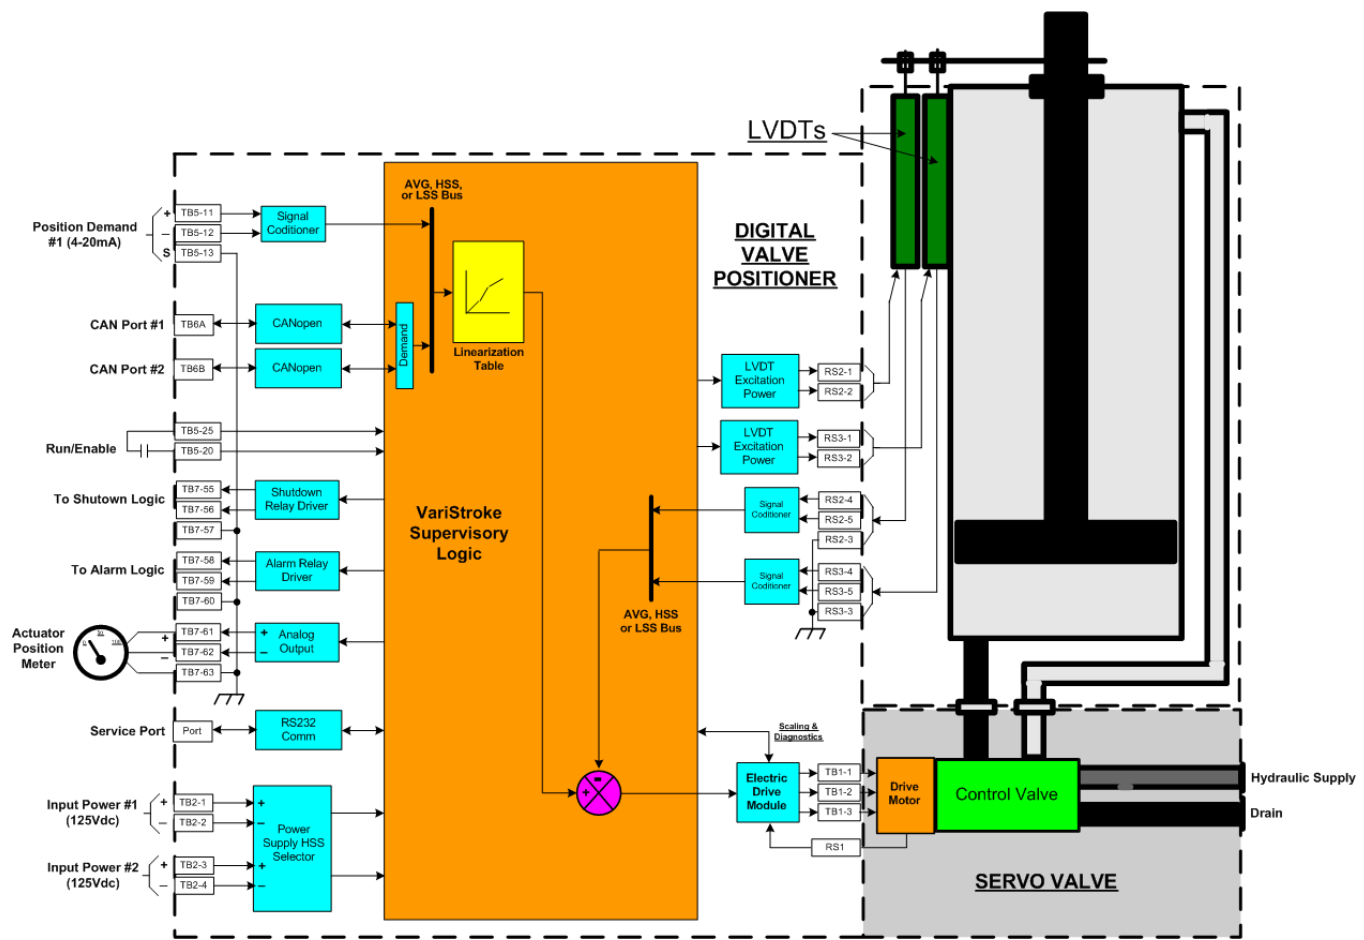 LVDTs
AVG, HSS,
or LSS Bus
Position Demand
#1 (4-20mA)
+
TB5-11
–
TB5-12
S
TB5-13
Signal
Coditioner
DIGITAL
VALVE
POSITIONER
CAN Port #1
TB6A
CANopen
CAN Port #2
TB6B
CANopen
Demand
Linearization
Table
LVDT
Excitation
Power
RS2-1
RS2-2
Run/Enable
TB5-25
TB5-20
LVDT
Excitation
Power
RS3-1
RS3-2
To Shutown Logic
TB7-55
TB7-56
TB7-57
Shutdown
Relay Driver
VariStroke
Supervisory
Logic
Signal
Coditioner
RS2-4
RS2-5
RS2-3
To Alarm Logic
TB7-58
TB7-59
TB7-60
Alarm Relay
Driver
Signal
Coditioner
RS3-4
RS3-5
RS3-3
AVG, HSS
or LSS Bus
Actuator
Position
Meter
+
–
TB7-61
TB7-62
TB7-63
+
–
Analog
Output
Service Port
Port
RS232
Comm
Scaling &
Diagnostics
Input Power #1
(125Vdc)
+
TB2-1
–
TB2-2
+
–
Power
Supply HSS
Selector
Input Power #2
(125Vdc)
+
TB2-3
–
TB2-4
+
–
–
+
Electric
Drive
Module
TB1-1
TB1-2
TB1-3
RS1
Drive
Motor
Control Valve
Hydraulic Supply
Drain
SERVO VALVE